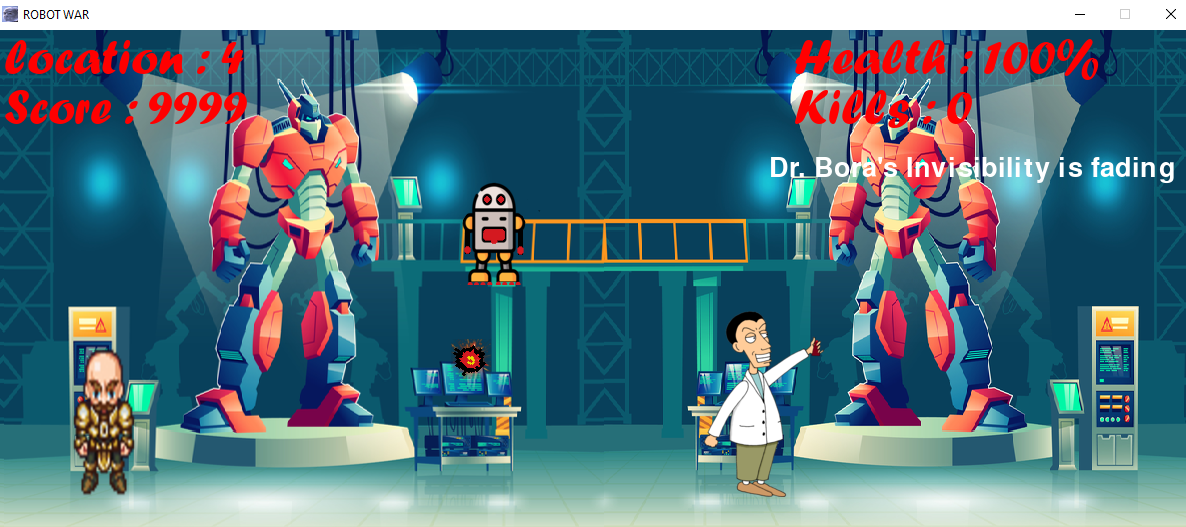 ROBOT WAR
location : 4
Score : 9999
Health : 100%
Kills : 0
Dr. Bora's Invisibility is fading